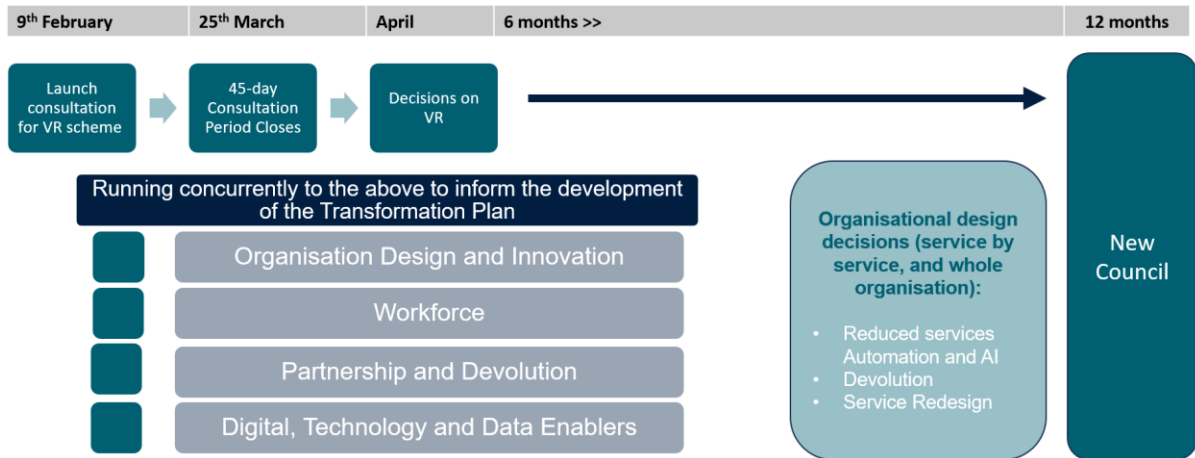 9th February
25th March
April
6 months >>
12 months
Launch
consultation
for VR scheme
45-day
Consultation
Period Closes
Decisions on
VR
Running concurrently to the above to inform the development
of the Transformation Plan
Organisation Design and Innovation
Workforce
Partnership and Devolution
Digital, Technology and Data Enablers
Organisational design
decisions (service by
service, and whole
organisation):
• Reduced services
Automation and AI
• Devolution
• Service Redesign
New
Council